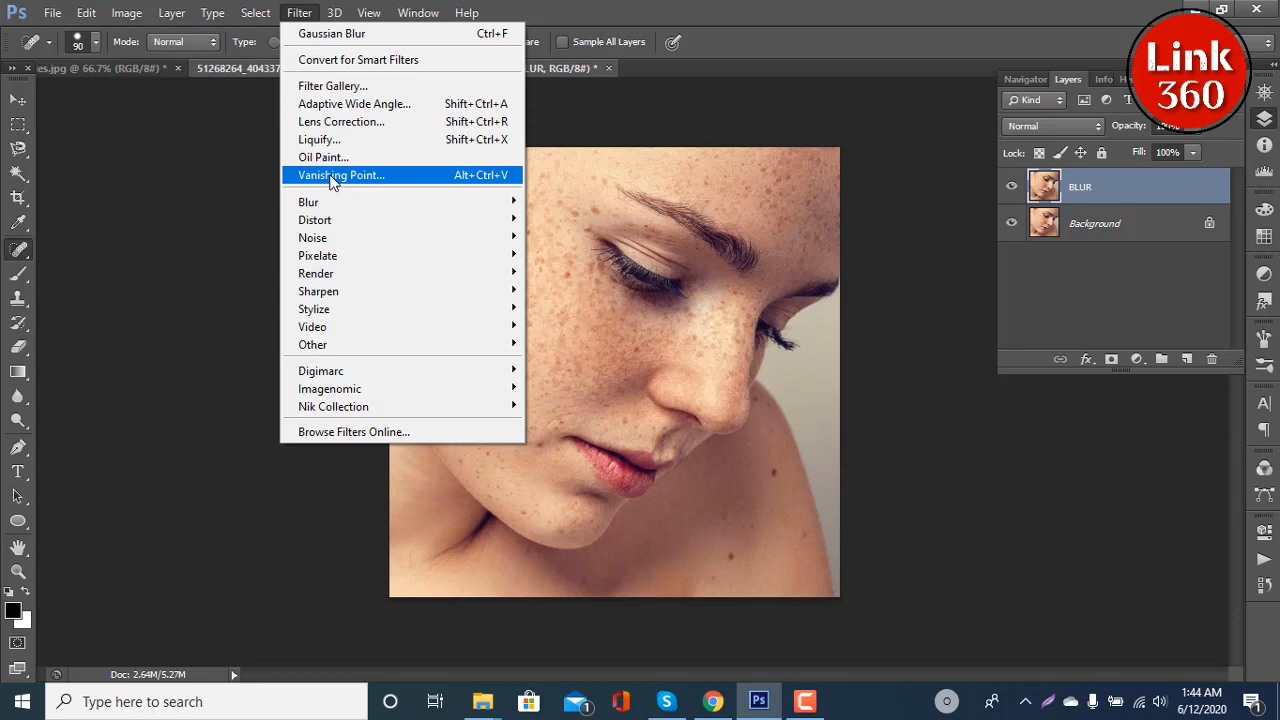 Ps File Edit Image Layer Type Select Filter 3D View Window Help
90 Mode: Normal Type: Sample All Layers
es.jpg @ 66.7% (RGB/8#) * × 51268264_404337 LUR, RGB/8#) * ×
Gaussian Blur Ctrl+F
Convert for Smart Filters
Filter Gallery...
Adaptive Wide Angle... Shift+Ctrl+A
Lens Correction... Shift+Ctrl+R
Liquify... Shift+Ctrl+X
Oil Paint...
Vanishing Point... Alt+Ctrl+V
Blur
Distort
Noise
Pixelate
Render
Sharpen
Stylize
Video
Other
Digimarc
Imagenomic
Nik Collection
Browse Filters Online...
Link
360
Navigator Layers Info
Kind
Normal Opacity:
Lock: Fill: 100%
BLUR
Background
Doc: 2.64M/5.27M
Type here to search
1
1:44 AM
6/12/2020
1